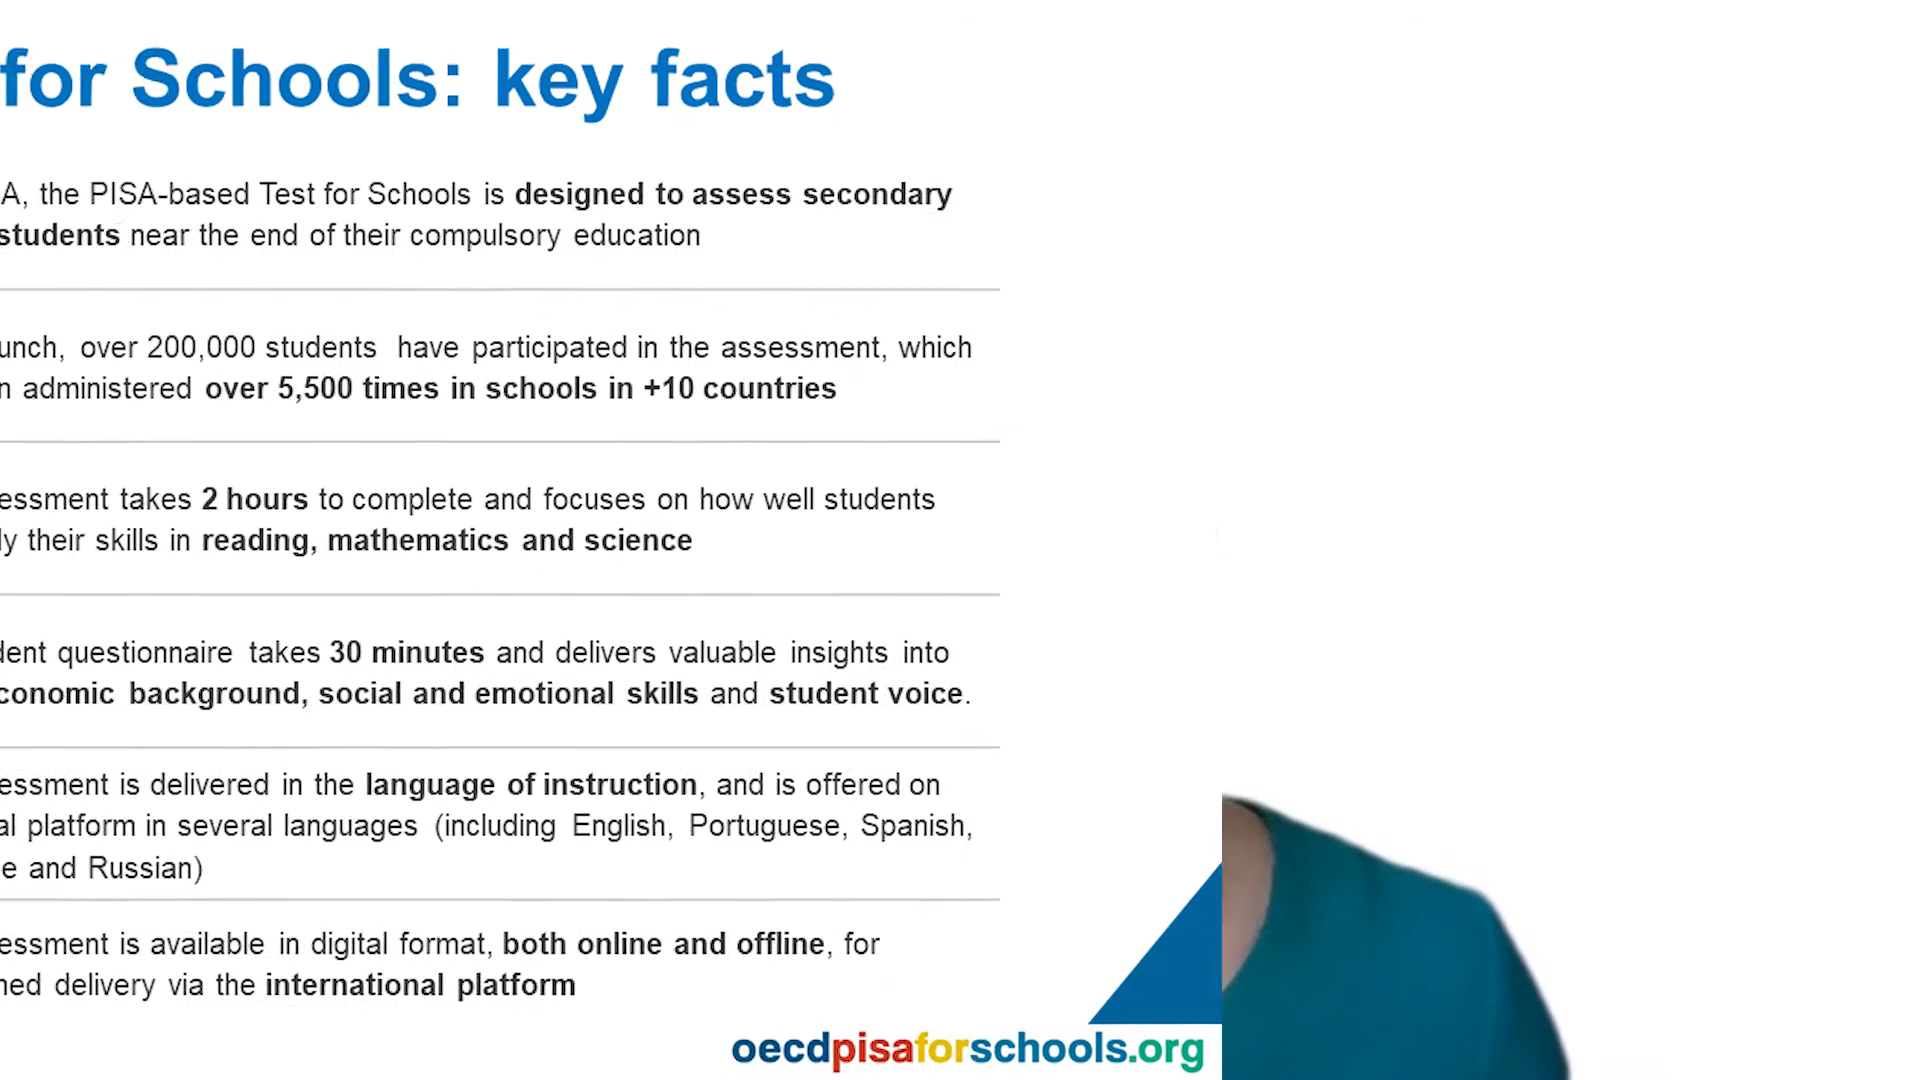 for Schools: key facts
A, the PISA-based Test for Schools is designed to assess secondary
students near the end of their compulsory education
unch, over 200,000 students have participated in the assessment, which
n administered over 5,500 times in schools in +10 countries
essment takes 2 hours to complete and focuses on how well students
ly their skills in reading, mathematics and science
dent questionnaire takes 30 minutes and delivers valuable insights into
conomic background, social and emotional skills and student voice.
essment is delivered in the language of instruction, and is offered on
al platform in several languages (including English, Portuguese, Spanish,
e and Russian)
essment is available in digital format, both online and offline, for
ned delivery via the international platform
oecdpisaforschools.org